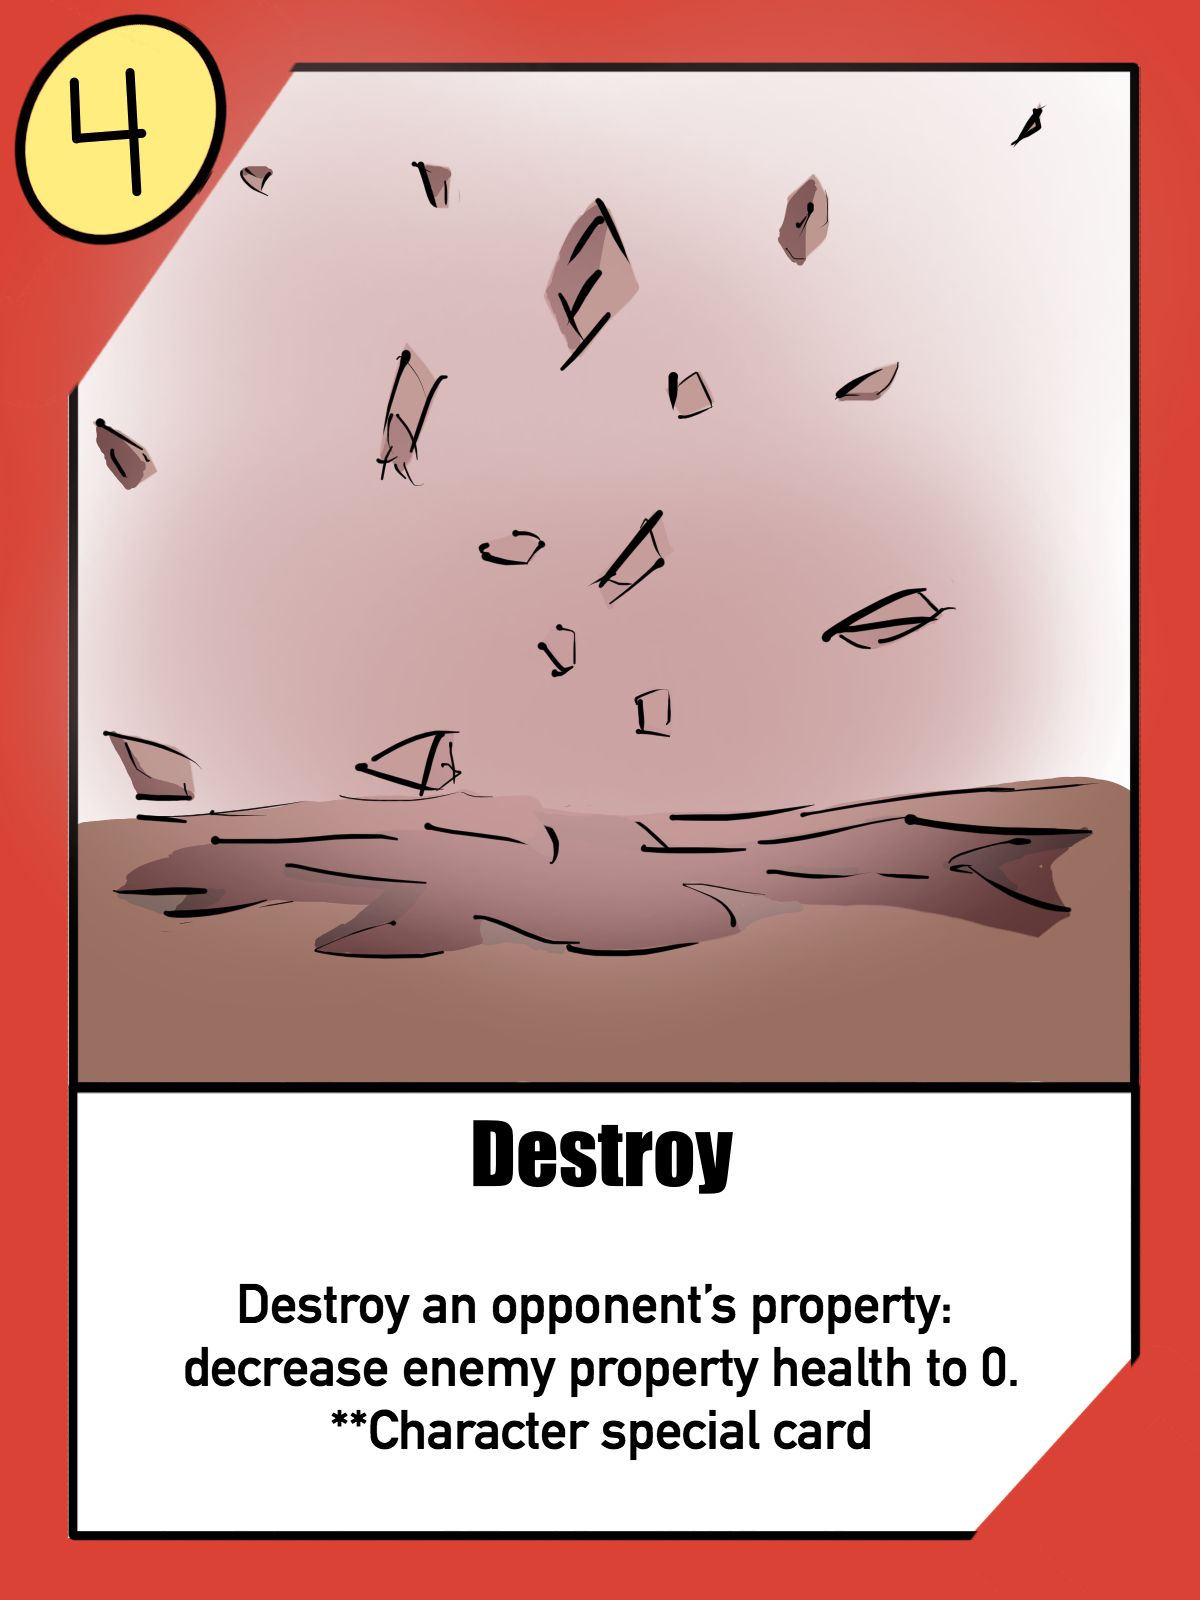 4
Destroy
Destroy an opponent’s property:
decrease enemy property health to 0.
**Character special card